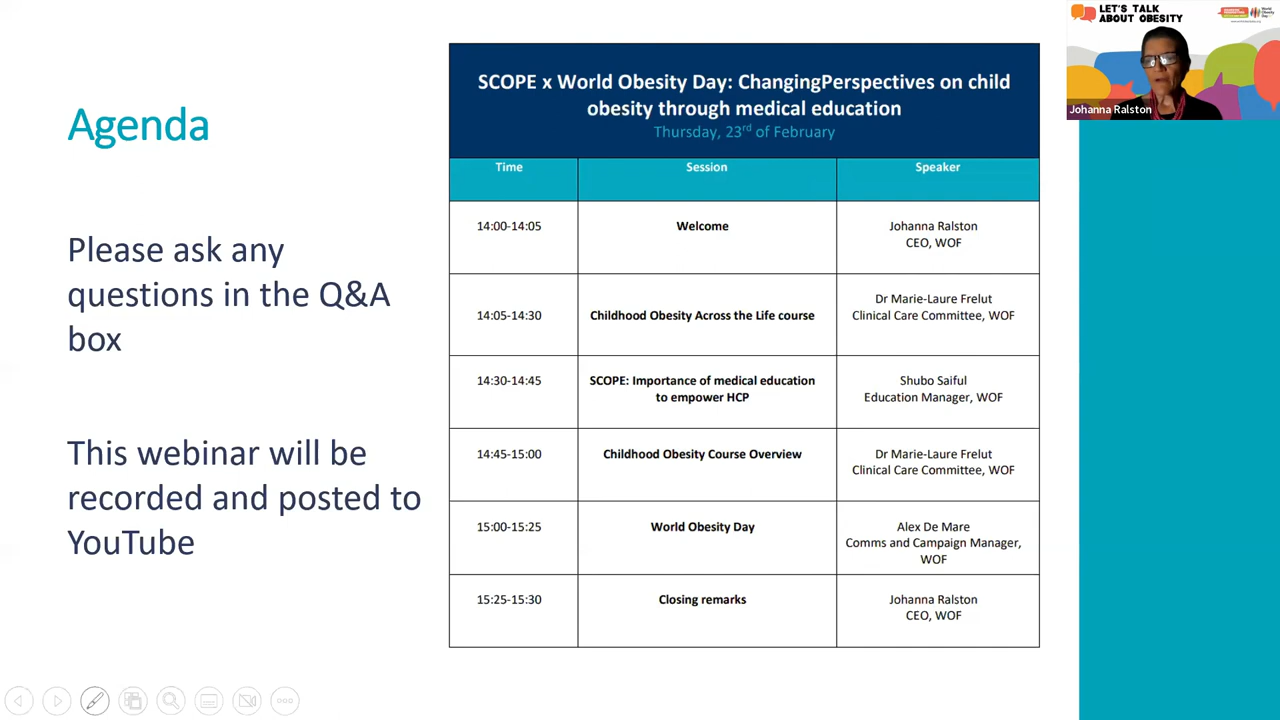 Agenda
Please ask any
questions in the Q&A
box
This webinar will be
recorded and posted to
YouTube
SCOPE x World Obesity Day: ChangingPerspectives on child
obesity through medical education
Thursday, 23rd of February
Time
Session
Speaker
14:00-14:05
Welcome
Johanna Ralston
CEO, WOF
14:05-14:30
Childhood Obesity Across the Life course
Dr Marie-Laure Frelut
Clinical Care Committee, WOF
14:30-14:45
SCOPE: Importance of medical education
to empower HCP
Shubo Saiful
Education Manager, WOF
14:45-15:00
Childhood Obesity Course Overview
Dr Marie-Laure Frelut
Clinical Care Committee, WOF
15:00-15:25
World Obesity Day
Alex De Mare
Comms and Campaign Manager,
WOF
15:25-15:30
Closing remarks
Johanna Ralston
CEO, WOF
LET'S TALK
ABOUT OBESITY
World
Obesity
Day
Johanna Ralston